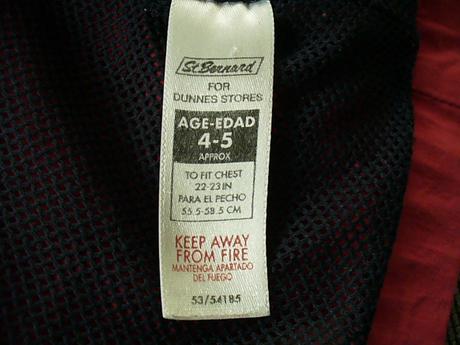 St Bernard
FOR
DUNNES STORES
AGE-EDAD
4-5
APPROX
TO FIT CHEST
22-23 IN
PARA EL PECHO
55.5-58.5 CM
KEEP AWAY
FROM FIRE
MANTENGA APARTADO
DEL FUEGO
53/54185